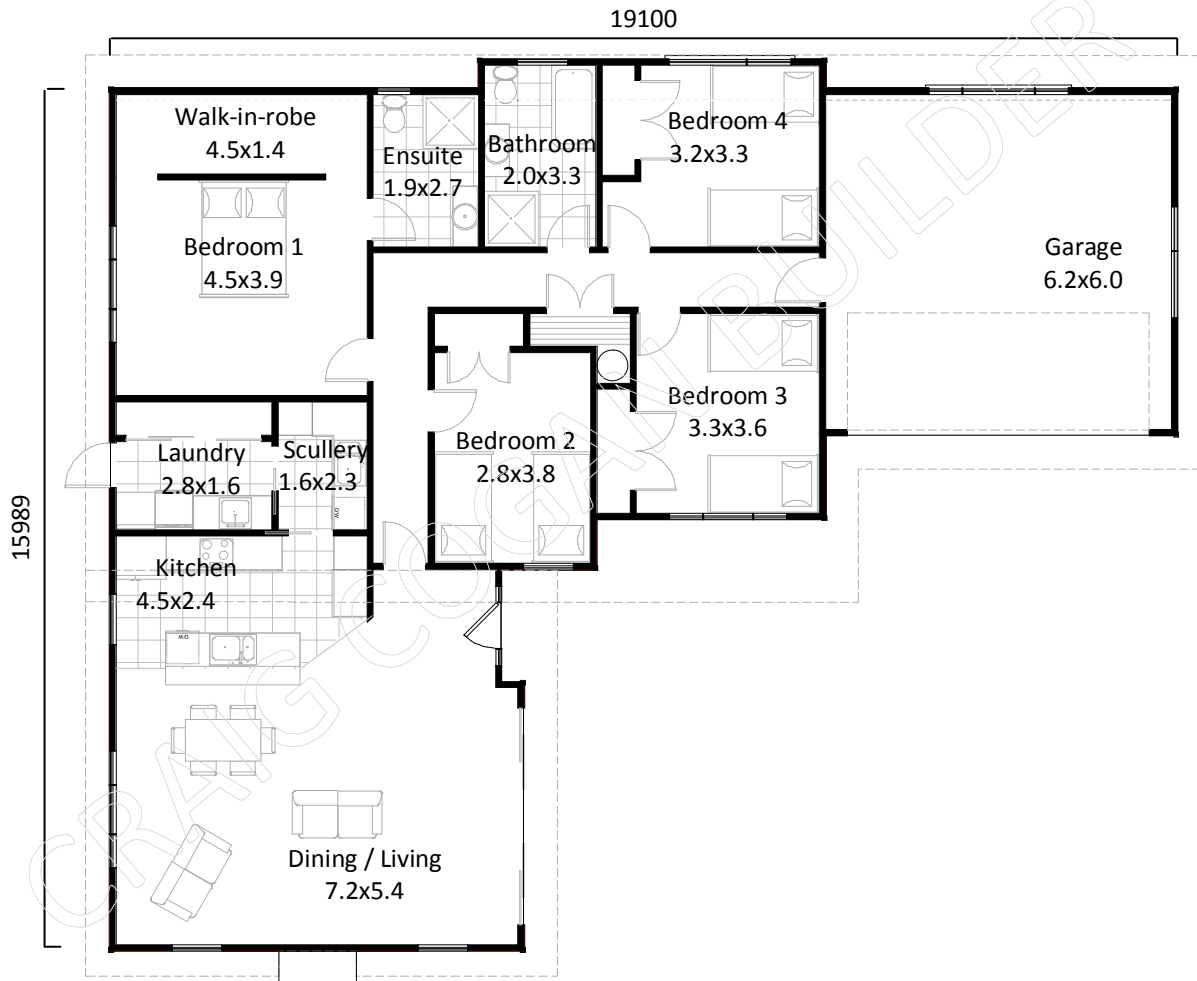 19100
Walk-in-robe
4.5x1.4
Ensuite
1.9x2.7
Bathroom
2.0x3.3
Bedroom 4
3.2x3.3
Bedroom 1
4.5x3.9
Garage
6.2x6.0
Laundry
2.8x1.6
Scullery
1.6x2.3
D/W
Bedroom 2
2.8x3.8
Bedroom 3
3.3x3.6
15989
Kitchen
4.5x2.4
D/W
Dining / Living
7.2x5.4
CRAIG COGAN BUILDER